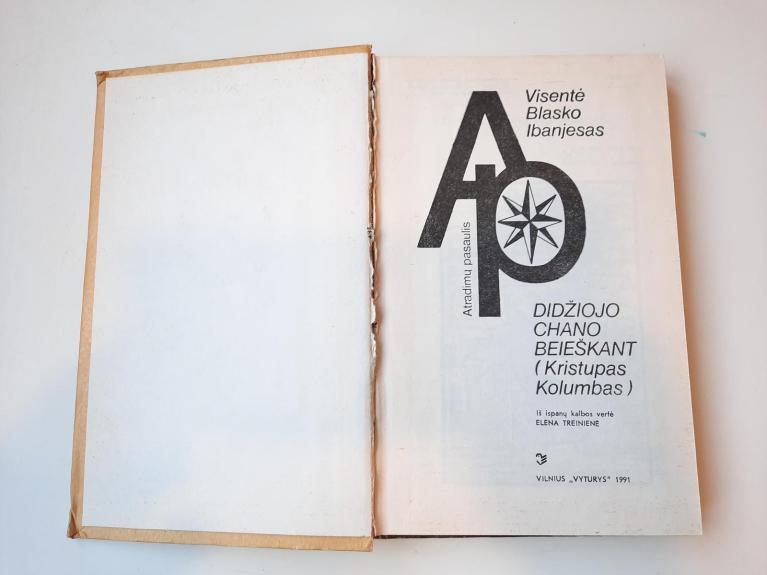 Visentė
Blasko
Ibanjesas
AP
Atradimų pasaulis
DIDŽIOJO
CHANO
BEIEŠKANT
(Kristupas
Kolumbas)
Iš ispanų kalbos vertė
ELENA TREINIENĖ
VILNIUS „VYTURYS“ 1991